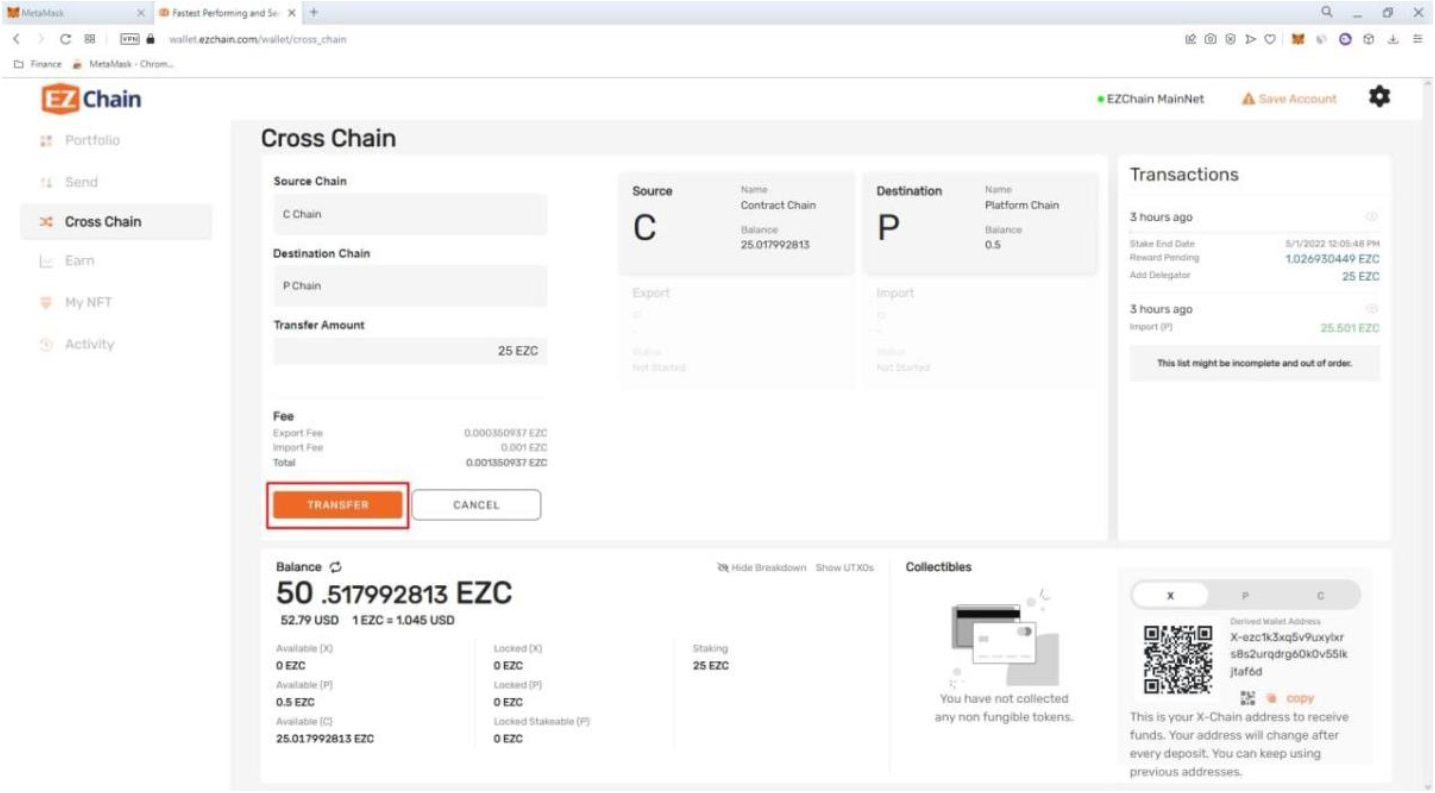 MetaMask
Fastest Performing and Se
VPN
wallet.ezchain.com/wallet/cross_chain
Finance
MetaMask - Chrom...
EZ Chain
EZChain MainNet
Save Account
Portfolio
Send
Cross Chain
Earn
My NFT
Activity
Cross Chain
Source Chain
C Chain
Destination Chain
P Chain
Transfer Amount
25 EZC
Fee
Export Fee 0.000350937 EZC
Import Fee 0.001 EZC
Total 0.001350937 EZC
TRANSFER
CANCEL
Source
C
Name
Contract Chain
Balance
25.017992813
Destination
P
Name
Platform Chain
Balance
0.5
Export
ID
-
Status
Not Started
Import
ID
-
Status
Not Started
Transactions
3 hours ago
Stake End Date 5/1/2022 12:05:48 PM
Reward Pending 1.026930449 EZC
Add Delegator 25 EZC
3 hours ago
Import (P) 25.501 EZC
This list might be incomplete and out of order.
Balance
Hide Breakdown Show UTXOs
50 .517992813 EZC
52.79 USD 1 EZC = 1.045 USD
Available (X)
0 EZC
Available (P)
0.5 EZC
Available (C)
25.017992813 EZC
Locked (X)
0 EZC
Locked (P)
0 EZC
Locked Stakeable (P)
0 EZC
Staking
25 EZC
Collectibles
You have not collected
any non fungible tokens.
X P C
Derived Wallet Address
X-ezc1k3xq5v9uxylxr
s8s2urqdrg60k0v55lk
jtaf6d
copy
This is your X-Chain address to receive
funds. Your address will change after
every deposit. You can keep using
previous addresses.